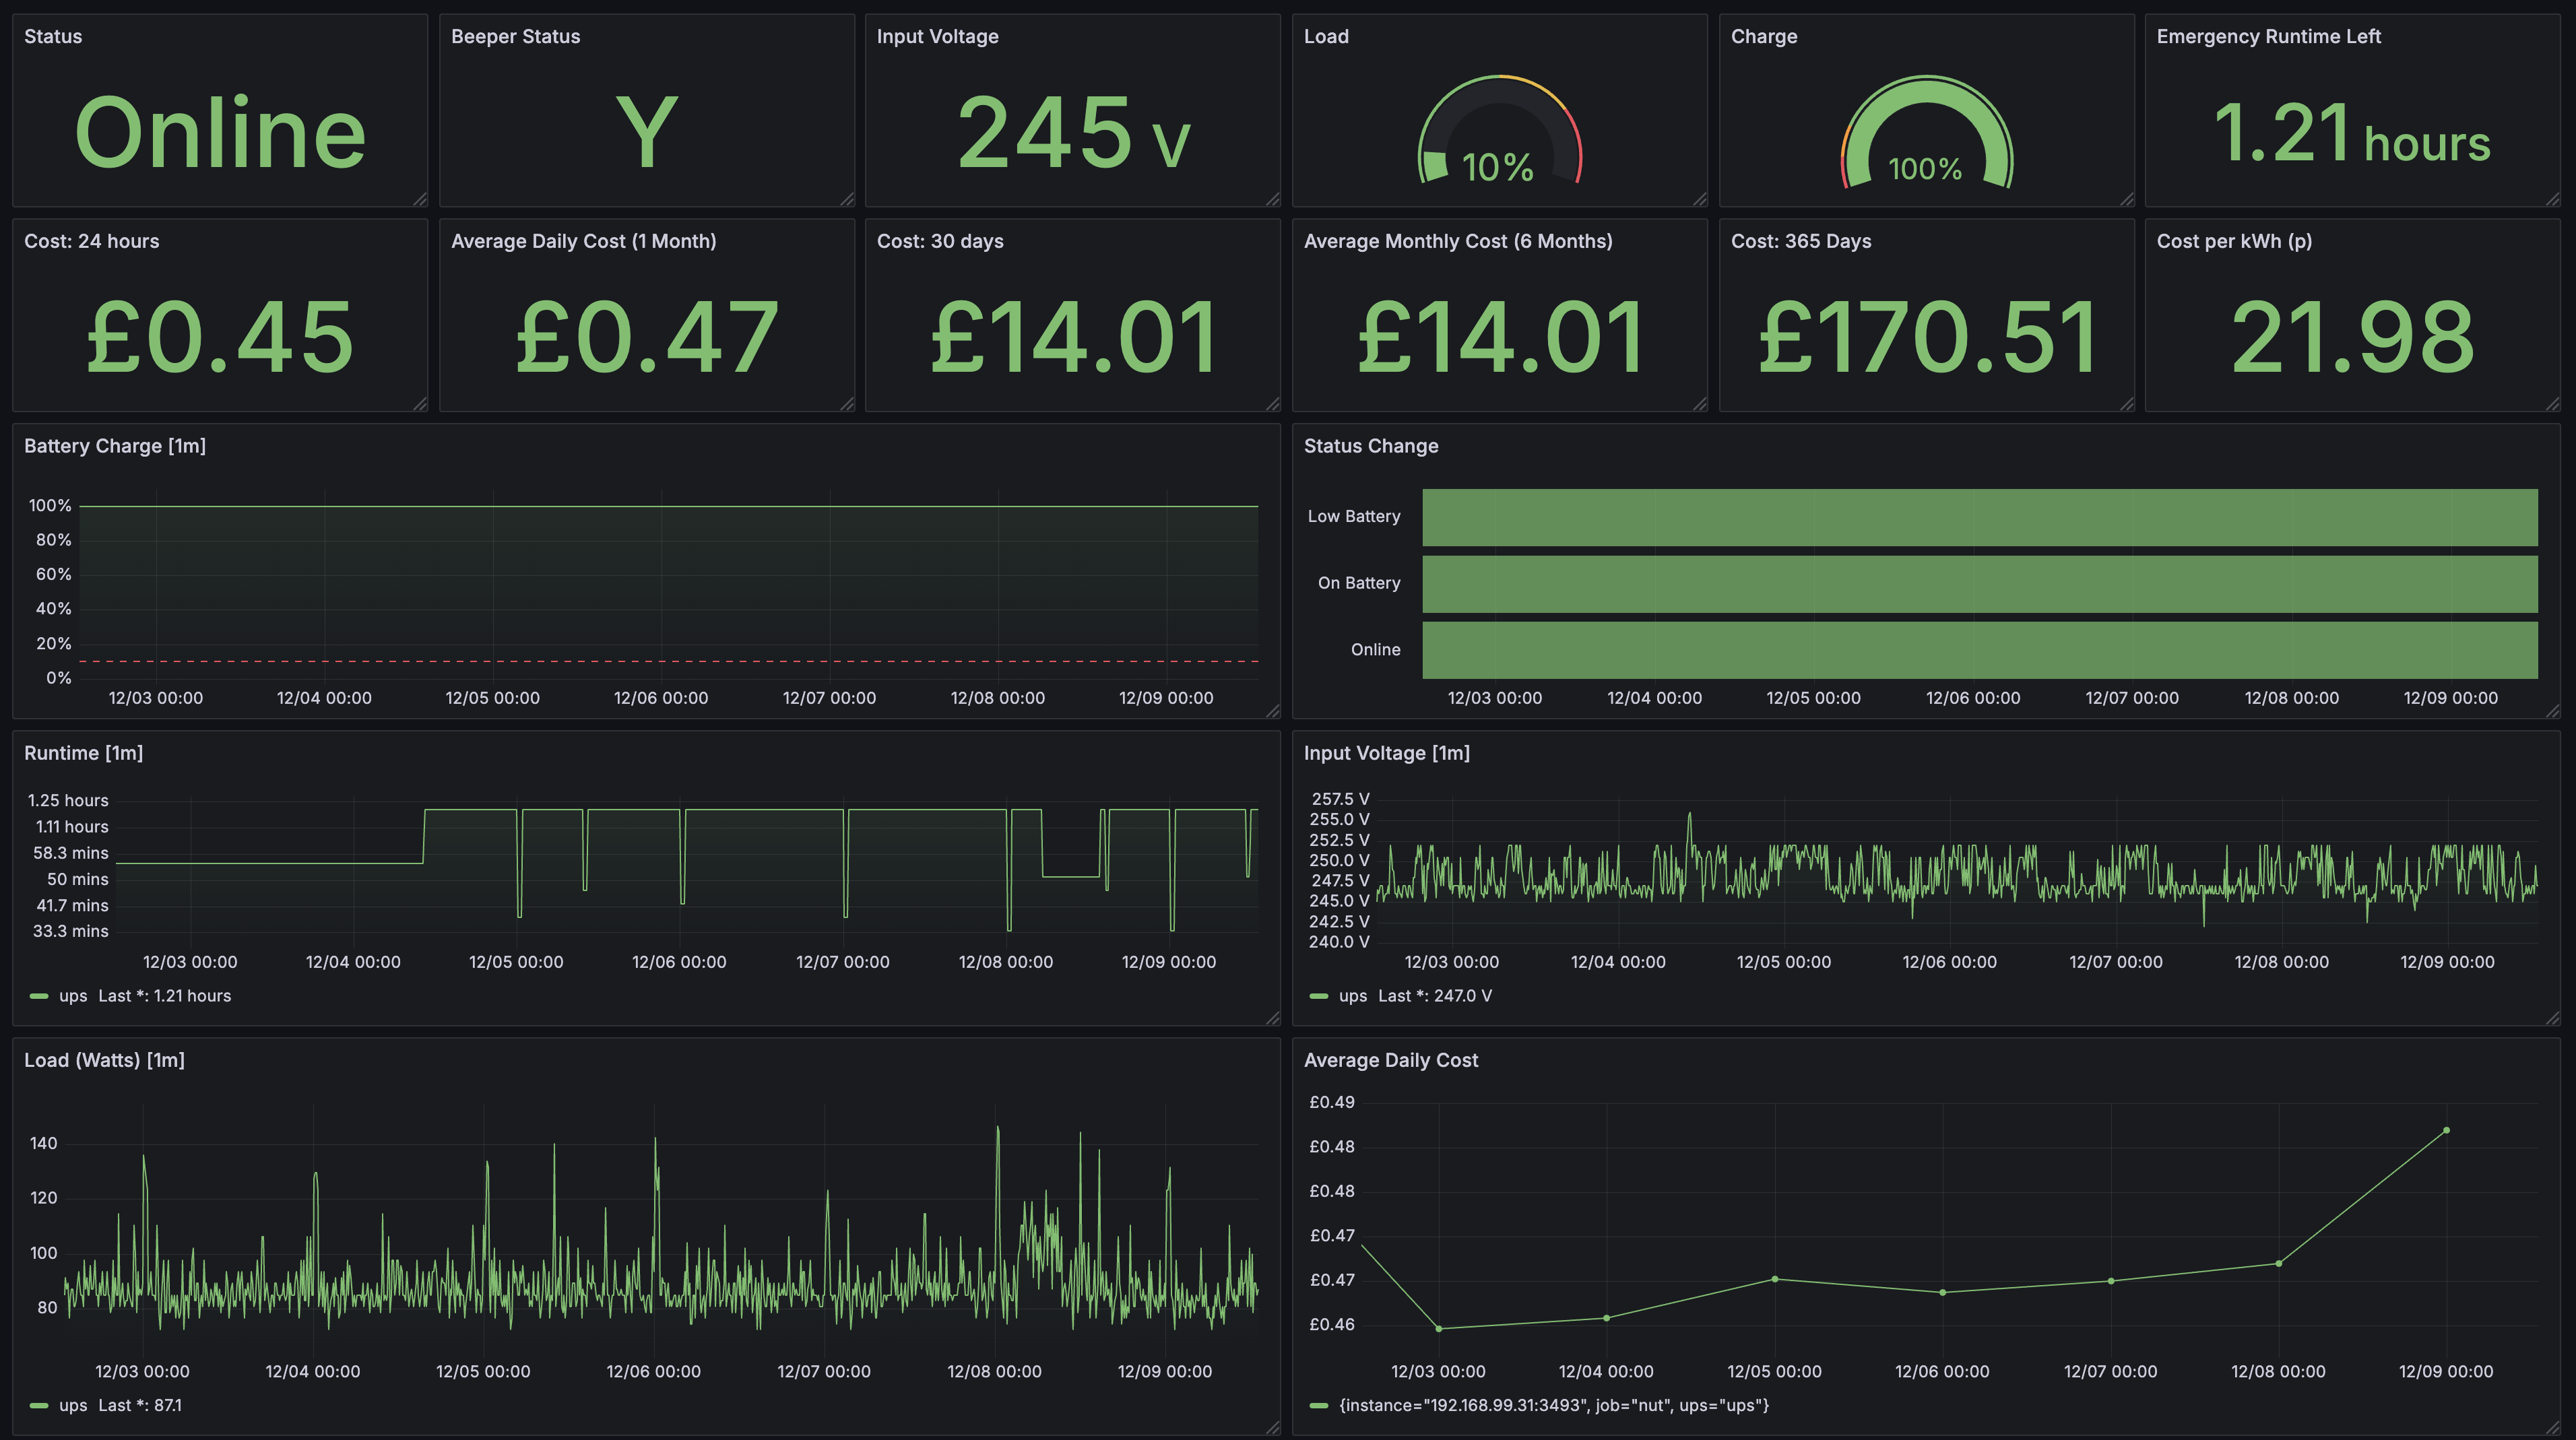 Status
Beeper Status
Input Voltage
Load
Charge
Emergency Runtime Left
Online
Y
245 V
10%
100%
1.21 hours
Cost: 24 hours
Average Daily Cost (1 Month)
Cost: 30 days
Average Monthly Cost (6 Months)
Cost: 365 Days
Cost per kWh (p)
£0.45
£0.47
£14.01
£14.01
£170.51
21.98
Battery Charge [1m]
100%
80%
60%
40%
20%
0%
12/03 00:00
12/04 00:00
12/05 00:00
12/06 00:00
12/07 00:00
12/08 00:00
12/09 00:00
Status Change
Low Battery
On Battery
Online
12/03 00:00
12/04 00:00
12/05 00:00
12/06 00:00
12/07 00:00
12/08 00:00
12/09 00:00
Runtime [1m]
1.25 hours
1.11 hours
58.3 mins
50 mins
41.7 mins
33.3 mins
12/03 00:00
12/04 00:00
12/05 00:00
12/06 00:00
12/07 00:00
12/08 00:00
12/09 00:00
ups Last *: 1.21 hours
Input Voltage [1m]
257.5 V
255.0 V
252.5 V
250.0 V
247.5 V
245.0 V
242.5 V
240.0 V
12/03 00:00
12/04 00:00
12/05 00:00
12/06 00:00
12/07 00:00
12/08 00:00
12/09 00:00
ups Last *: 247.0 V
Load (Watts) [1m]
140
120
100
80
12/03 00:00
12/04 00:00
12/05 00:00
12/06 00:00
12/07 00:00
12/08 00:00
12/09 00:00
ups Last *: 87.1
Average Daily Cost
£0.49
£0.48
£0.48
£0.47
£0.47
£0.46
12/03 00:00
12/04 00:00
12/05 00:00
12/06 00:00
12/07 00:00
12/08 00:00
12/09 00:00
{instance="192.168.99.31:3493", job="nut", ups="ups"}